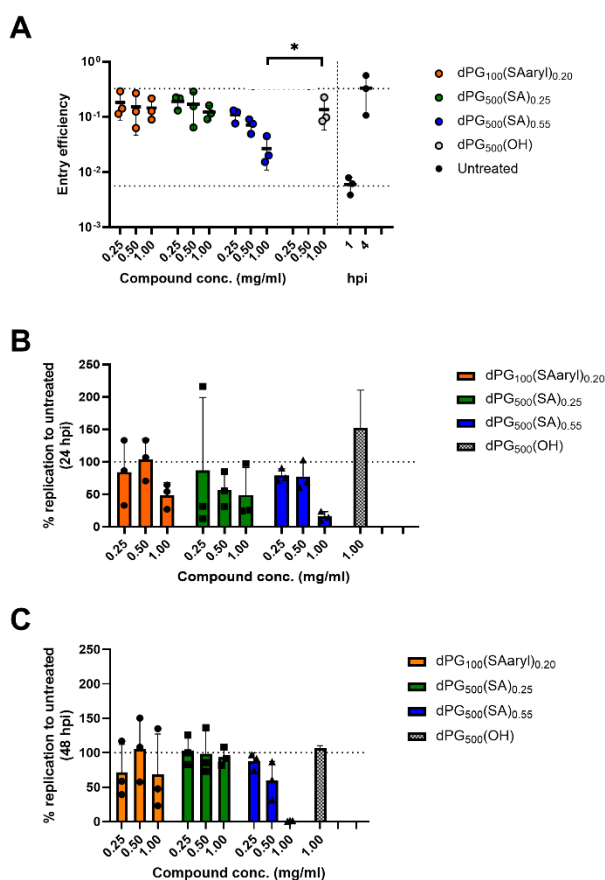 A
*
10⁰
10⁻¹
10⁻²
10⁻³
Entry efficiency
0.25 0.50 1.00 0.25 0.50 1.00 0.25 0.50 1.00 0.25 0.50 1.00 1 4
Compound conc. (mg/ml) hpi
dPG₁₀₀(SAaryl)₀.₂₀
dPG₅₀₀(SA)₀.₂₅
dPG₅₀₀(SA)₀.₅₅
dPG₅₀₀(OH)
Untreated
B
250
200
150
100
50
0
% replication to untreated
(24 hpi)
0.25 0.50 1.00 0.25 0.50 1.00 0.25 0.50 1.00 1.00
Compound conc. (mg/ml)
dPG₁₀₀(SAaryl)₀.₂₀
dPG₅₀₀(SA)₀.₂₅
dPG₅₀₀(SA)₀.₅₅
dPG₅₀₀(OH)
C
250
200
150
100
50
0
% replication to untreated
(48 hpi)
0.25 0.50 1.00 0.25 0.50 1.00 0.25 0.50 1.00 1.00
Compound conc. (mg/ml)
dPG₁₀₀(SAaryl)₀.₂₀
dPG₅₀₀(SA)₀.₂₅
dPG₅₀₀(SA)₀.₅₅
dPG₅₀₀(OH)